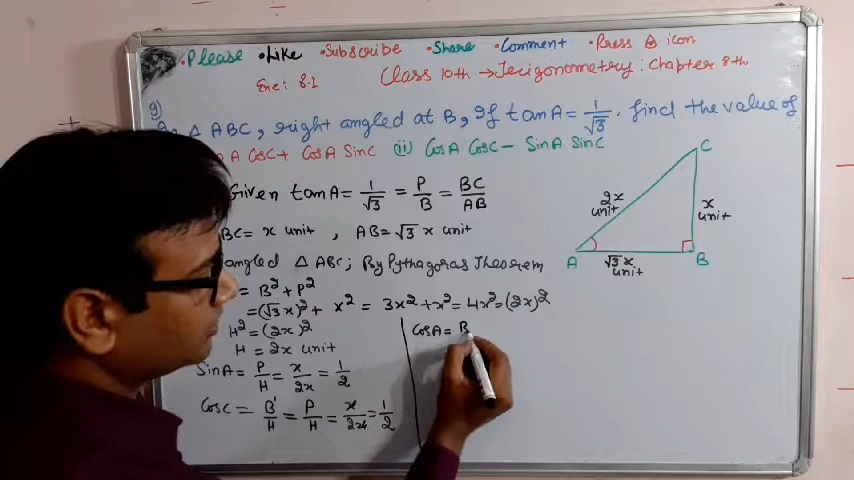 •Please •Like •Subscribe •Share •Comment •Press icon
Exe: 8.1 Class 10th → Trigonometry: Chapter 8th
9)
△ ABC, right angled at B, If tanA = 1/√3. find the value of
A CosC + CosA SinC (ii) CosA CosC − SinA SinC
Given tanA = 1/√3 = P/B = BC/AB
BC = x unit, AB = √3 x unit
angled △ ABC; By Pythagoras Theorem
= B² + P²
= (√3 x)² + x² = 3x² + x² = 4x² = (2x)²
H² = (2x)²
H = 2x unit
SinA = P/H = x/2x = 1/2
CosC = B'/H = P/H = x/2x = 1/2
CosA = B
C
2x
unit
x
unit
A
√3 x
unit
B